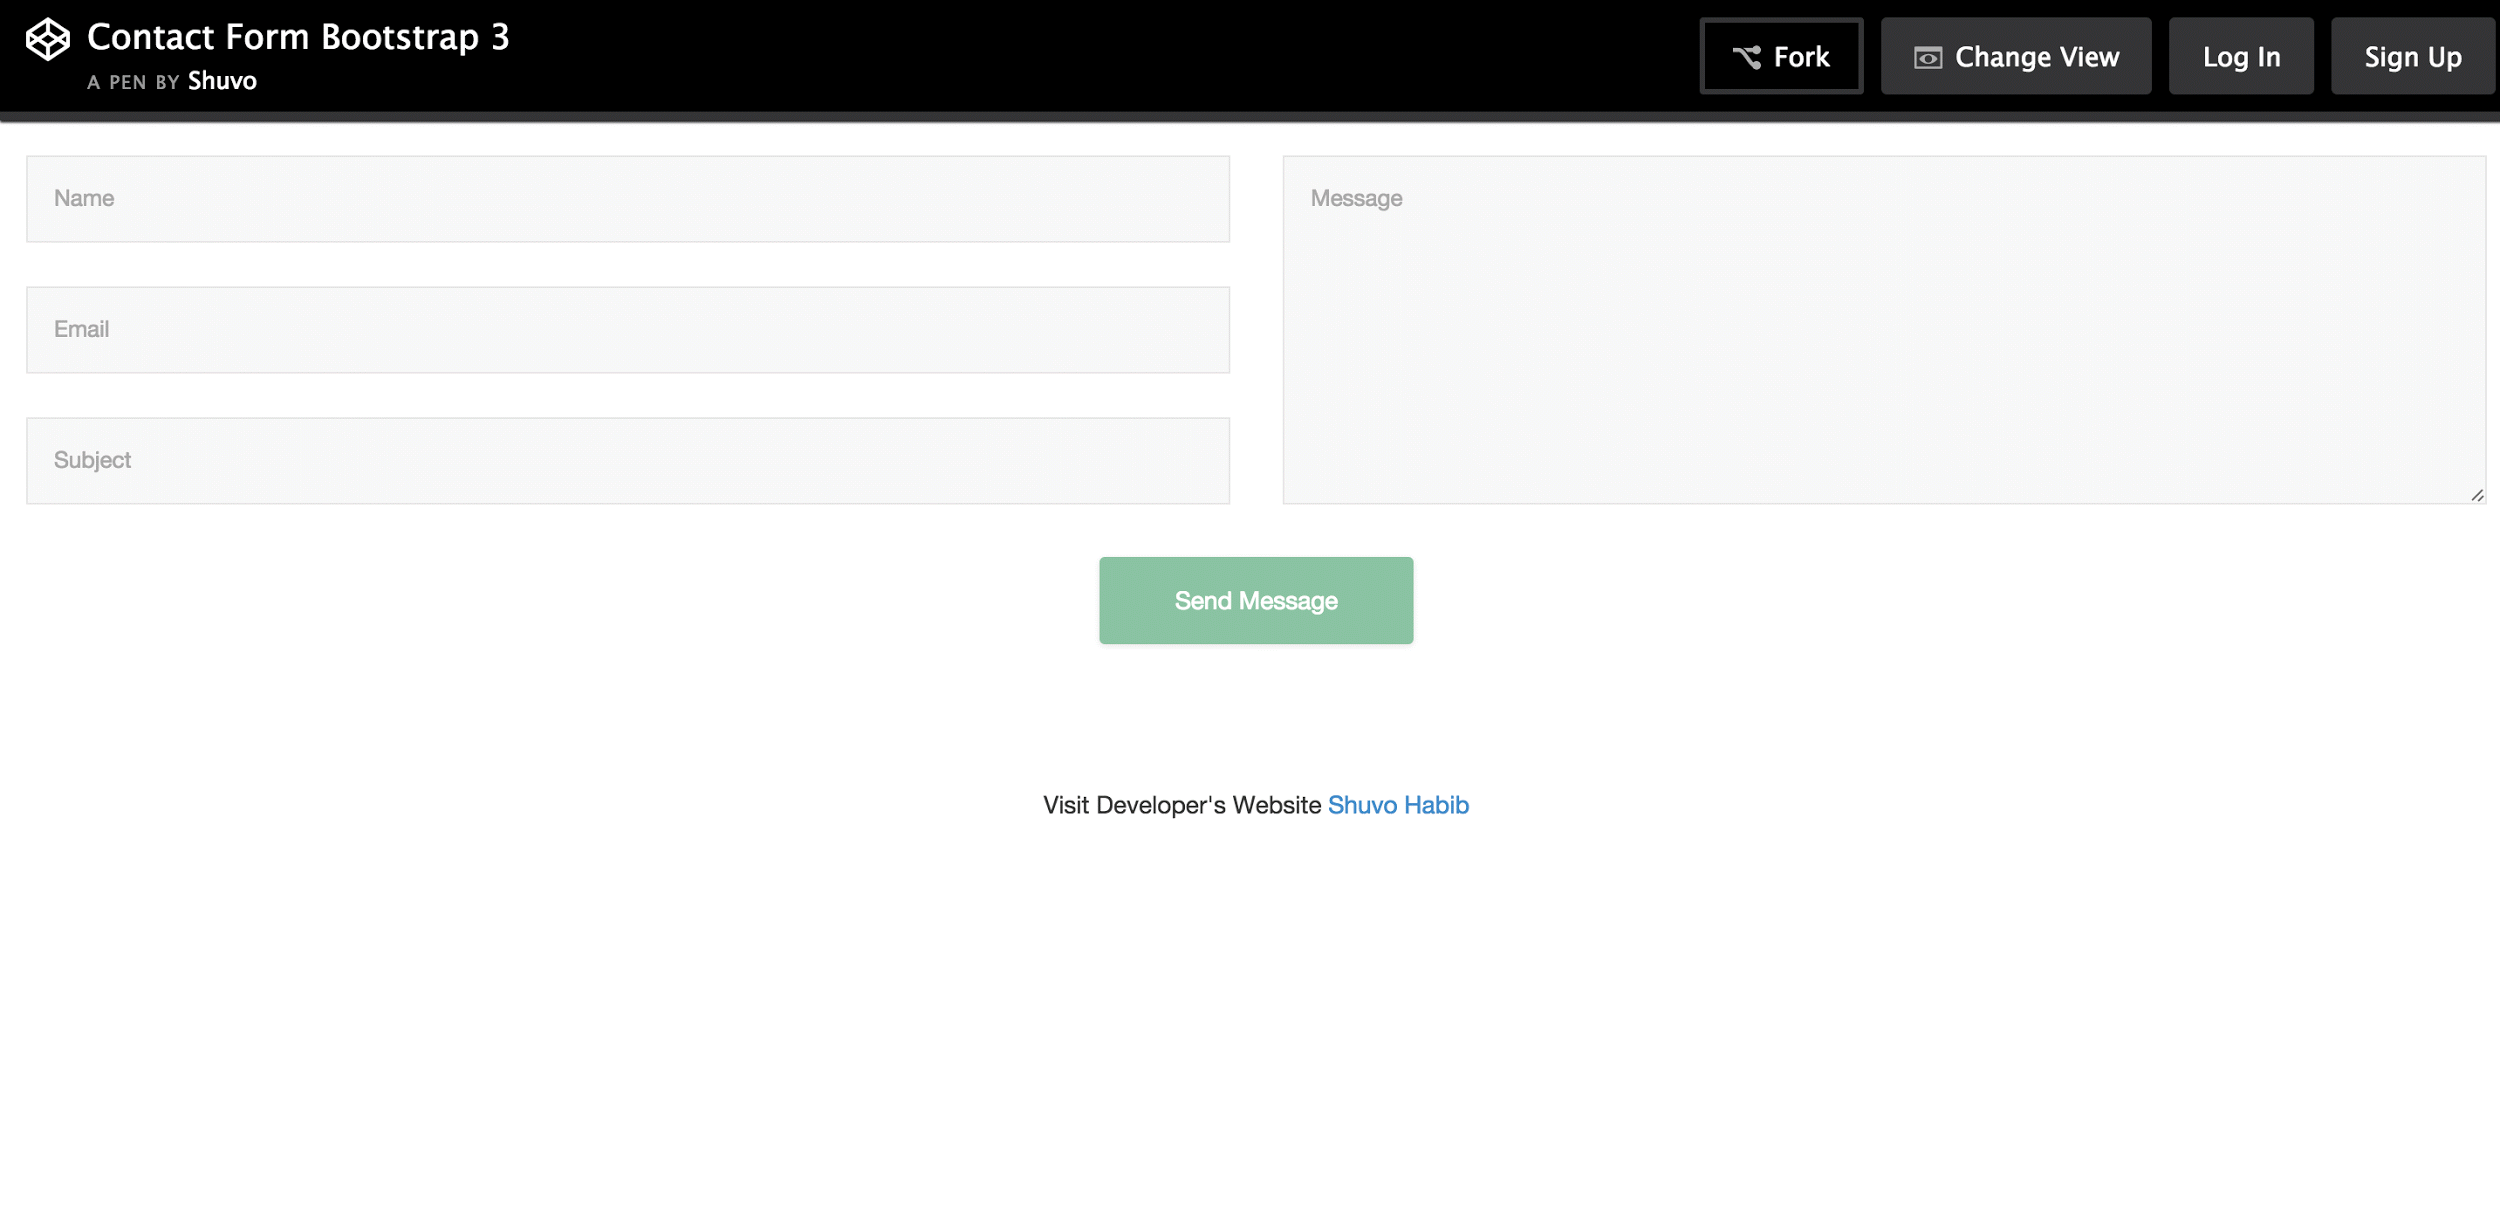 Contact Form Bootstrap 3
A PEN BY Shuvo
Fork
Change View
Log In
Sign Up
Name
Email
Subject
Message
Send Message
Visit Developer's Website Shuvo Habib